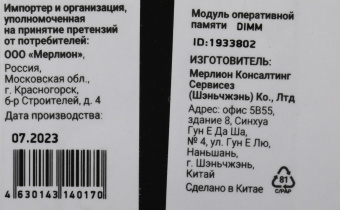 Импортер и организация,
уполномоченная
на принятие претензий
от потребителей:
ООО «Мерлион»,
Россия,
Московская обл.,
г. Красногорск,
б-р Строителей, д. 4
Дата производства:
07.2023
4 630143 140170
Модуль оперативной
памяти DIMM
ID:1933802
ИЗГОТОВИТЕЛЬ:
Мерлион Консалтинг
Сервисез
(Шэньчжэнь) Ко., Лтд
Адрес: офис 5В55,
здание 8, Синхуа
Гун Е Да Ша,
№ 4, ул. Гун Е Лю,
Наньшань,
г. Шэньчжэнь,
Китай
Сделано в Китае
81
C/PAP